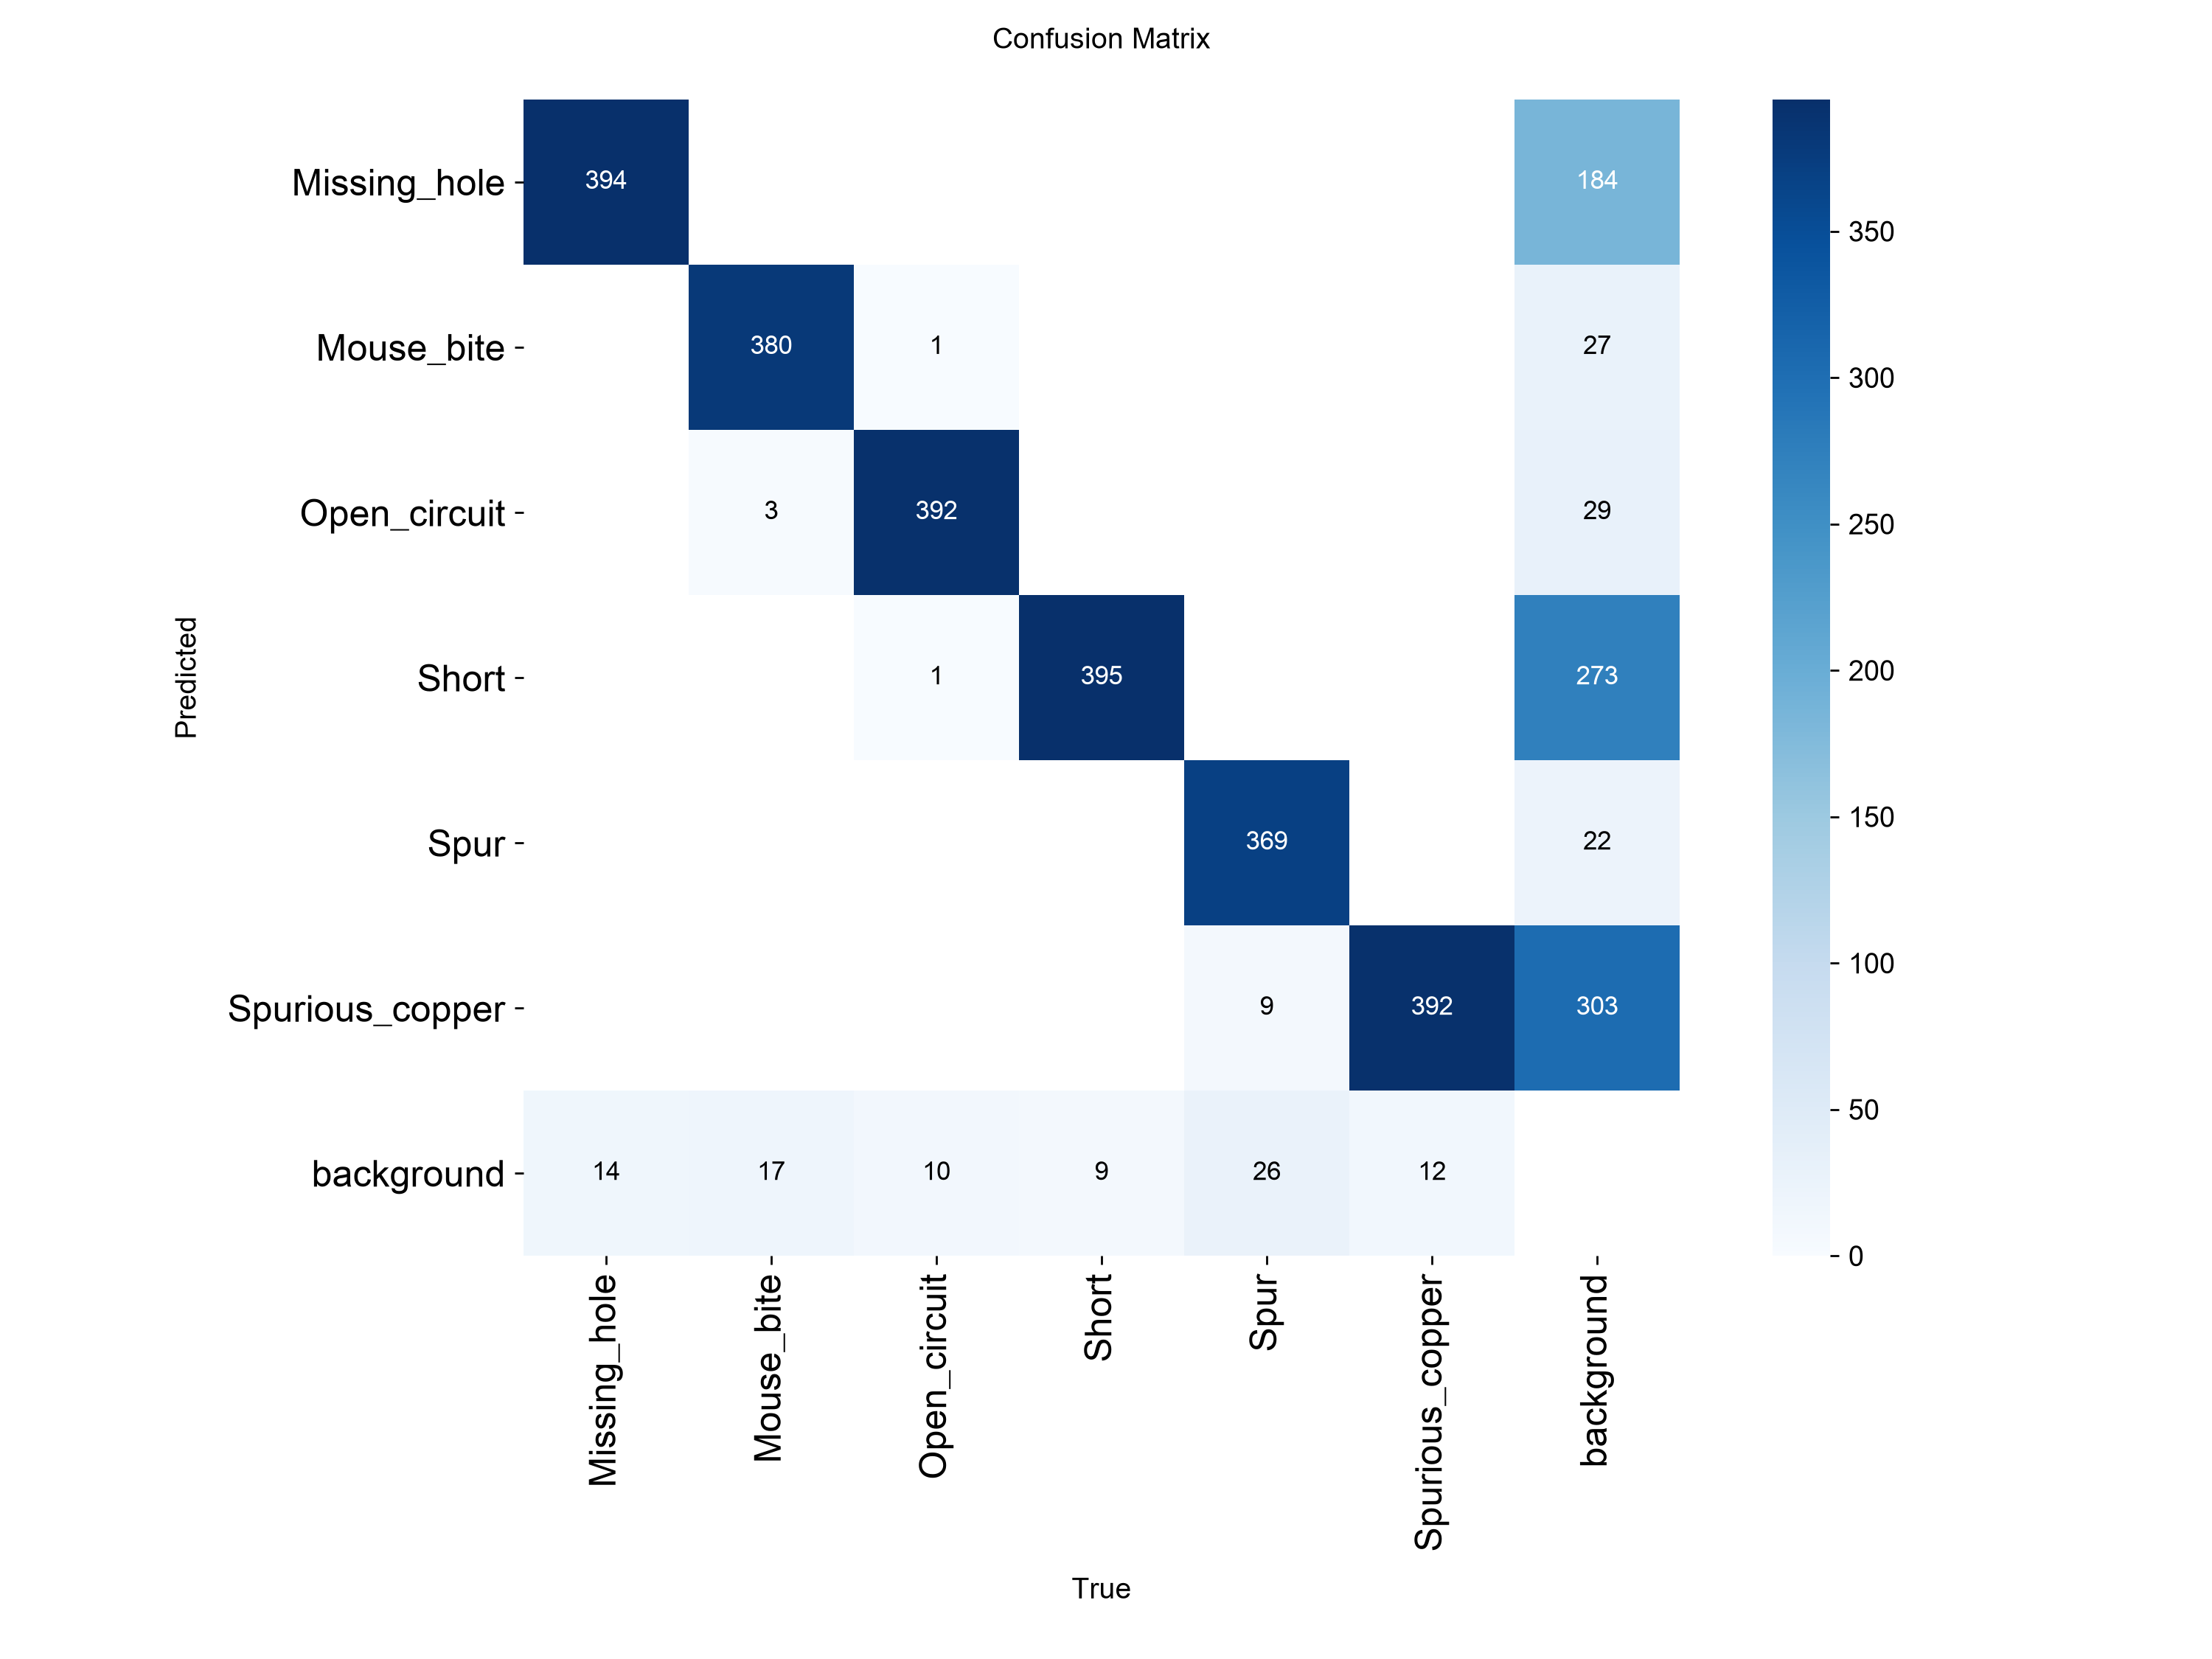 Confusion Matrix
Missing_hole 394 184
Mouse_bite 380 1 27
Open_circuit 3 392 29
Short 1 395 273
Spur 369 22
Spurious_copper 9 392 303
background 14 17 10 9 26 12
Missing_hole
Mouse_bite
Open_circuit
Short
Spur
Spurious_copper
background
True
Predicted
350
300
250
200
150
100
50
0